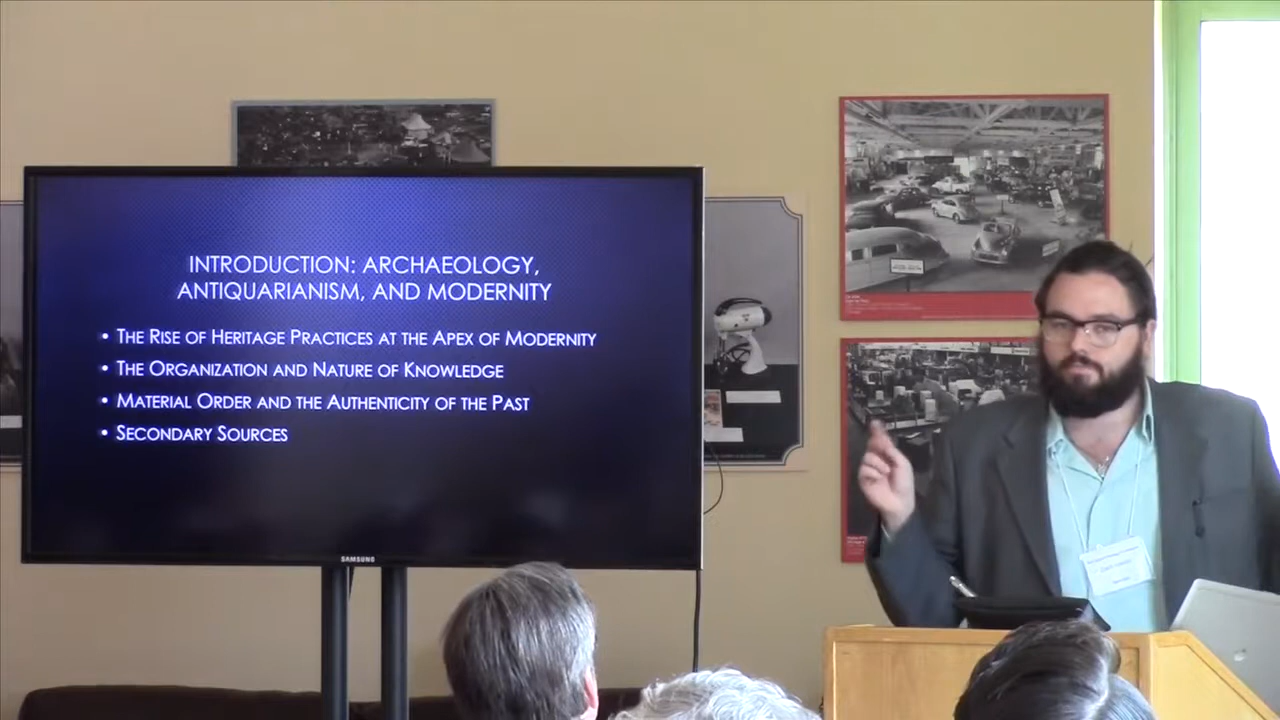 INTRODUCTION: ARCHAEOLOGY,
ANTIQUARIANISM, AND MODERNITY
• THE RISE OF HERITAGE PRACTICES AT THE APEX OF MODERNITY
• THE ORGANIZATION AND NATURE OF KNOWLEDGE
• MATERIAL ORDER AND THE AUTHENTICITY OF THE PAST
• SECONDARY SOURCES
SAMSUNG